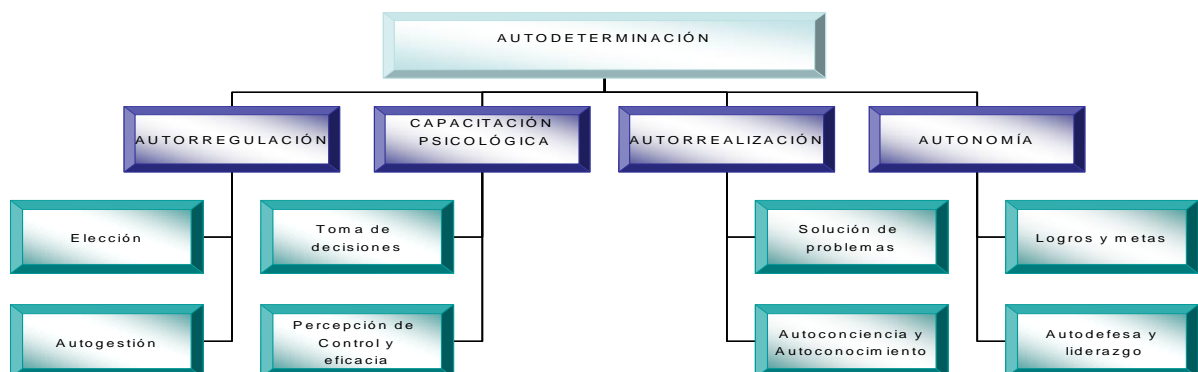 AUTODETERMINACIÓN
AUTORREGULACIÓN
CAPACITACIÓN
PSICOLÓGICA
AUTORREALIZACIÓN
AUTONOMÍA
Elección
Toma de
decisiones
Solución de
problemas
Logros y metas
Autogestión
Percepción de
Control y
eficacia
Autoconciencia y
Autoconocimiento
Autodefesa y
liderazgo